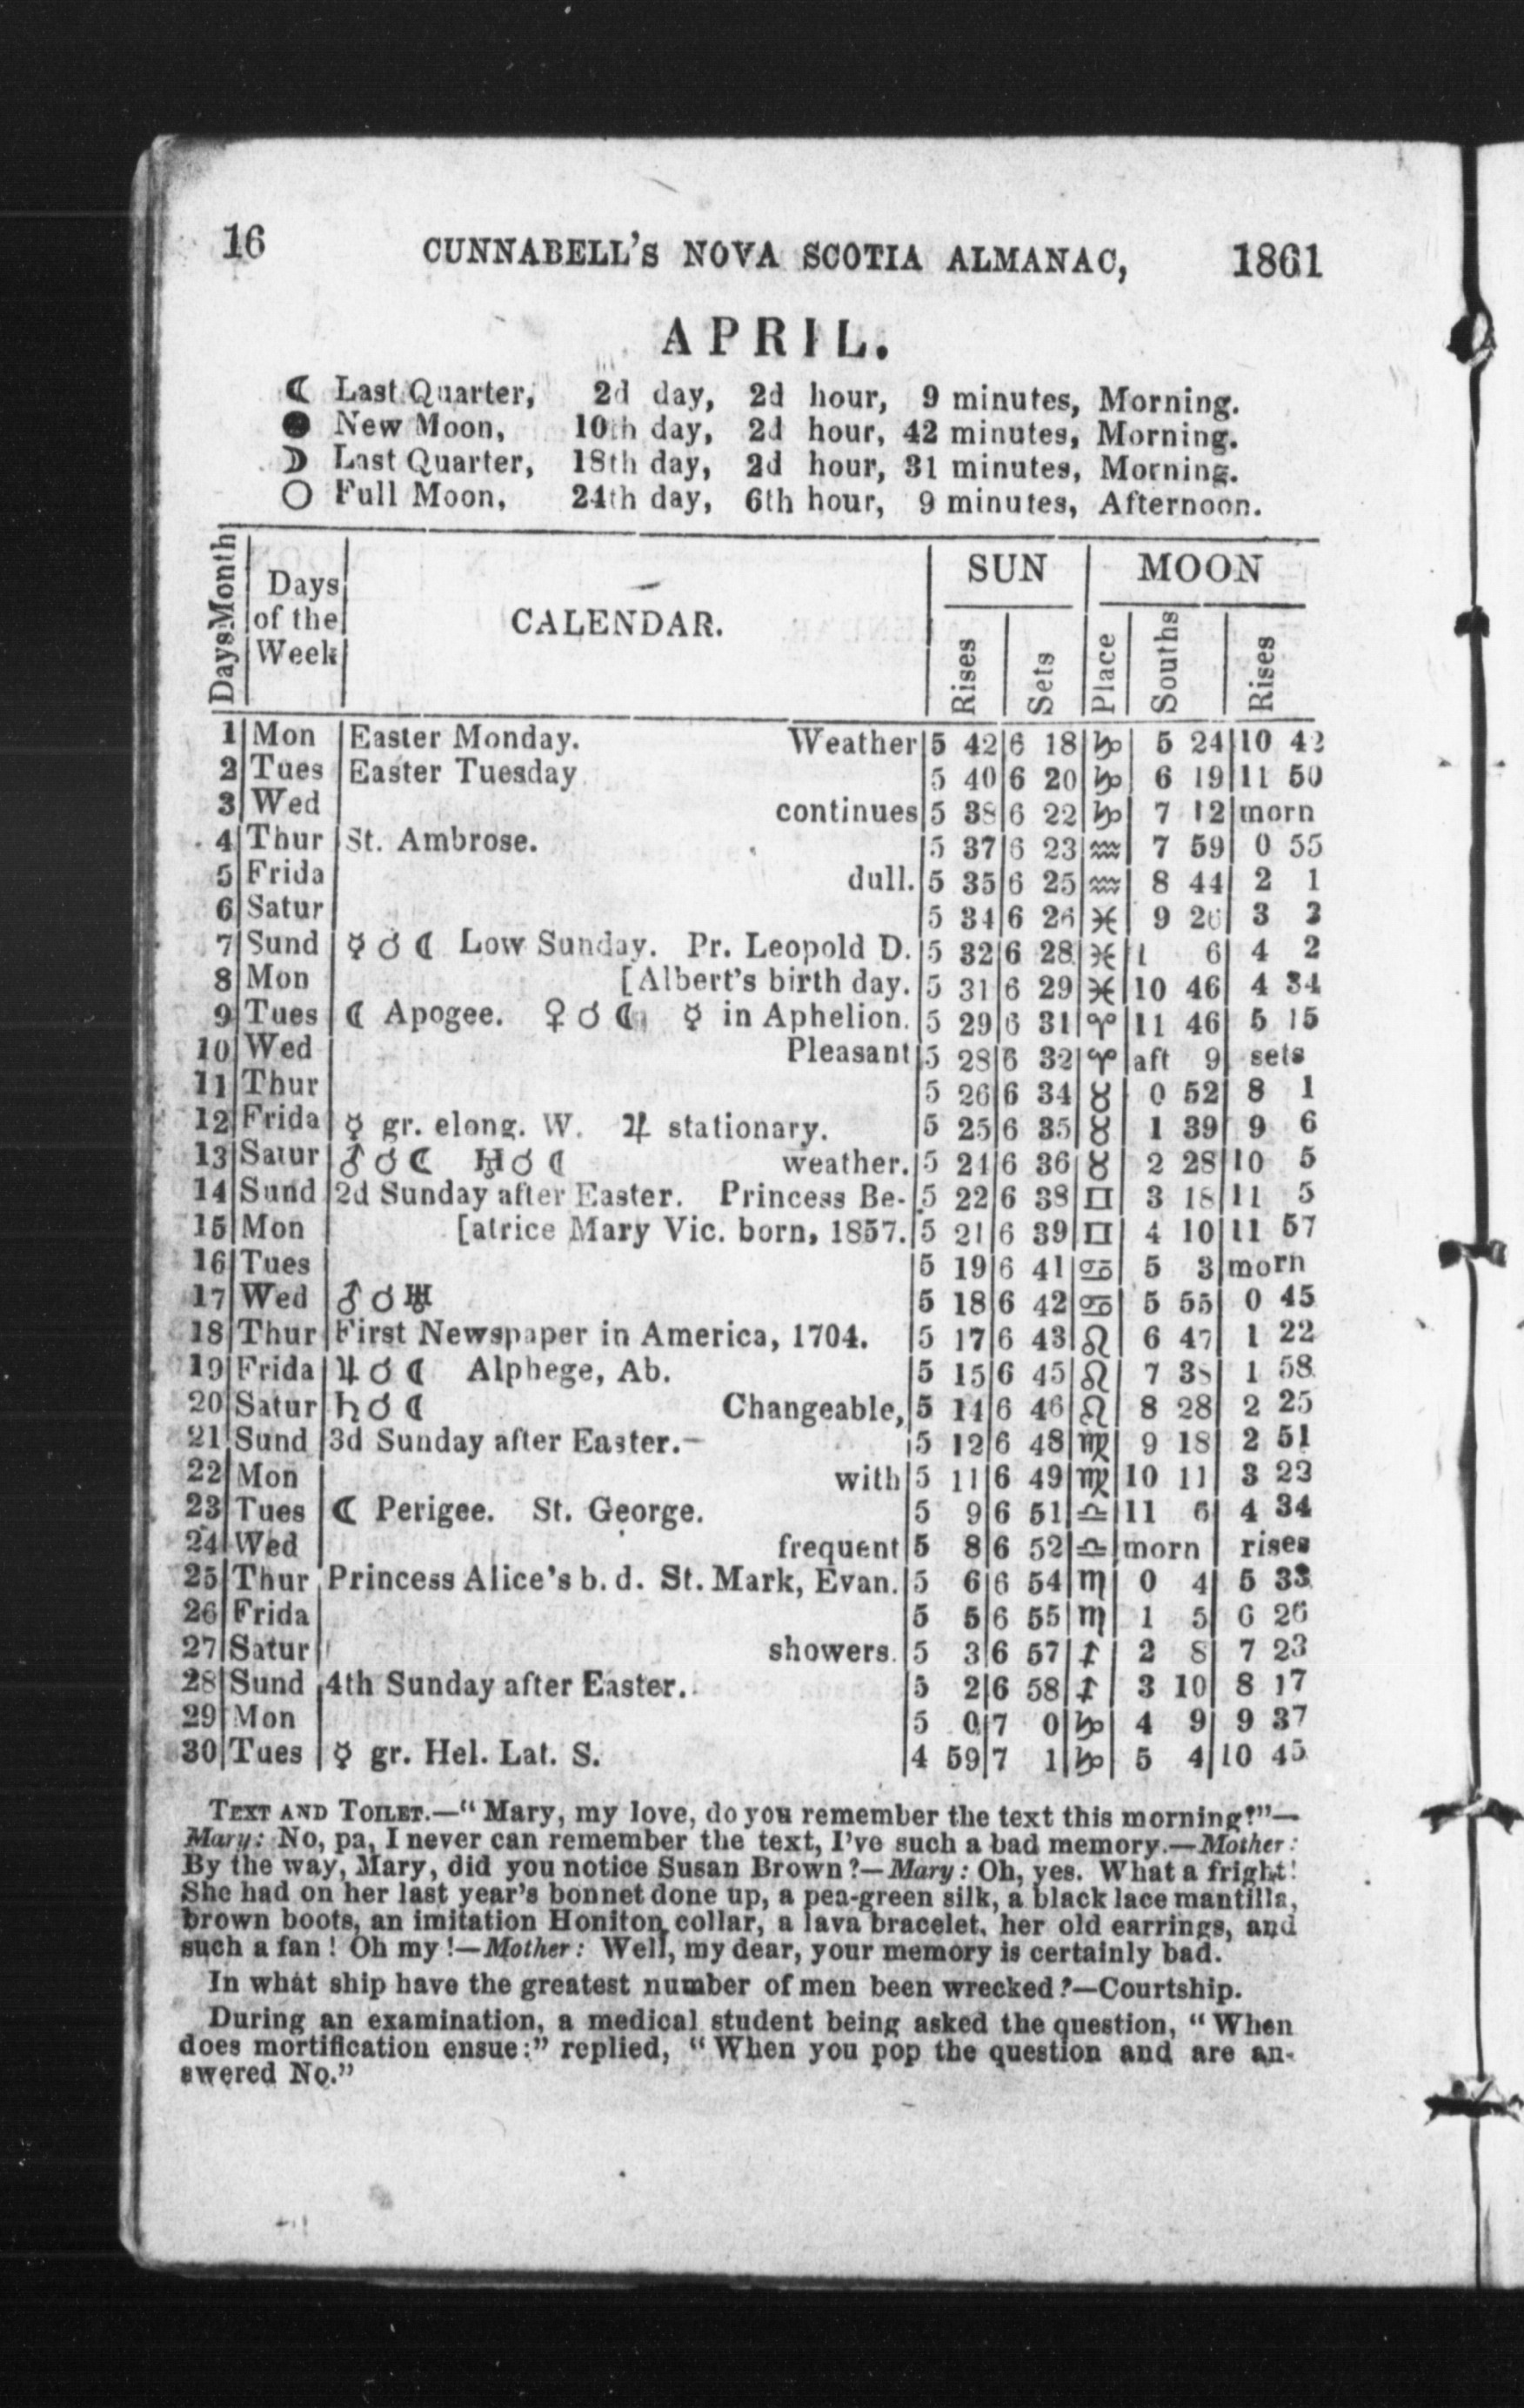 16 CUNNABELL'S NOVA SCOTIA ALMANAC, 1861
APRIL.
☾ Last Quarter, 2d day, 2d hour, 9 minutes, Morning.
● New Moon, 10th day, 2d hour, 42 minutes, Morning.
☽ Last Quarter, 18th day, 2d hour, 31 minutes, Morning.
○ Full Moon, 24th day, 6th hour, 9 minutes, Afternoon.
DaysMonth Days of the Week CALENDAR. SUN MOON
Rises Sets Place Souths Rises
1 Mon Easter Monday. Weather 5 42 6 18 ♑ 5 24 10 42
2 Tues Easter Tuesday 5 40 6 20 ♑ 6 19 11 50
3 Wed continues 5 38 6 22 ♑ 7 12 morn
4 Thur St. Ambrose. 5 37 6 23 ♒ 7 59 0 55
5 Frida dull. 5 35 6 25 ♒ 8 44 2 1
6 Satur 5 34 6 26 ♓ 9 26 3 2
7 Sund ☿ ☌ ☾ Low Sunday. Pr. Leopold D. 5 32 6 28 ♓ 6 4 2
8 Mon [Albert's birth day. 5 31 6 29 ♓ 10 46 4 34
9 Tues ☾ Apogee. ♀ ☌ ☾ ☿ in Aphelion. 5 29 6 31 ♈ 11 46 5 15
10 Wed Pleasant 5 28 6 32 ♈ aft 9 sets
11 Thur 5 26 6 34 ♉ 0 52 8 1
12 Frida ☿ gr. elong. W. ♃ stationary. 5 25 6 35 ♉ 1 39 9 6
13 Satur ♂ ☌ ☾ ♅ ☌ ☾ weather. 5 24 6 36 ♉ 2 28 10 5
14 Sund 2d Sunday after Easter. Princess Be- 5 22 6 38 ♊ 3 18 11 5
15 Mon [atrice Mary Vic. born, 1857. 5 21 6 39 ♊ 4 10 11 57
16 Tues 5 19 6 41 ♋ 5 3 morn
17 Wed ♂ ☌ ♅ 5 18 6 42 ♋ 5 55 0 45
18 Thur First Newspaper in America, 1704. 5 17 6 43 ♌ 6 47 1 22
19 Frida ♃ ☌ ☾ Alphege, Ab. 5 15 6 45 ♌ 7 38 1 58
20 Satur ♄ ☌ ☾ Changeable, 5 14 6 46 ♌ 8 28 2 25
21 Sund 3d Sunday after Easter.— 5 12 6 48 ♍ 9 18 2 51
22 Mon with 5 11 6 49 ♍ 10 11 3 22
23 Tues ☾ Perigee. St. George. 5 9 6 51 ♎ 11 6 4 34
24 Wed frequent 5 8 6 52 ♎ morn rises
25 Thur Princess Alice's b. d. St. Mark, Evan. 5 6 6 54 ♏ 0 4 5 33
26 Frida 5 5 6 55 ♏ 1 5 6 26
27 Satur showers. 5 3 6 57 ♐ 2 8 7 23
28 Sund 4th Sunday after Easter. 5 2 6 58 ♐ 3 10 8 17
29 Mon 5 0 7 0 ♑ 4 9 9 37
30 Tues ☿ gr. Hel. Lat. S. 4 59 7 1 ♑ 5 4 10 45
TEXT AND TOILET.—"Mary, my love, do you remember the text this morning?"—
Mary: No, pa, I never can remember the text, I've such a bad memory.—Mother:
By the way, Mary, did you notice Susan Brown?—Mary: Oh, yes. What a fright!
She had on her last year's bonnet done up, a pea-green silk, a black lace mantilla,
brown boots, an imitation Honiton collar, a lava bracelet, her old earrings, and
such a fan! Oh my!—Mother: Well, my dear, your memory is certainly bad.
In what ship have the greatest number of men been wrecked?—Courtship.
During an examination, a medical student being asked the question, "When
does mortification ensue:" replied, "When you pop the question and are an-
swered No."